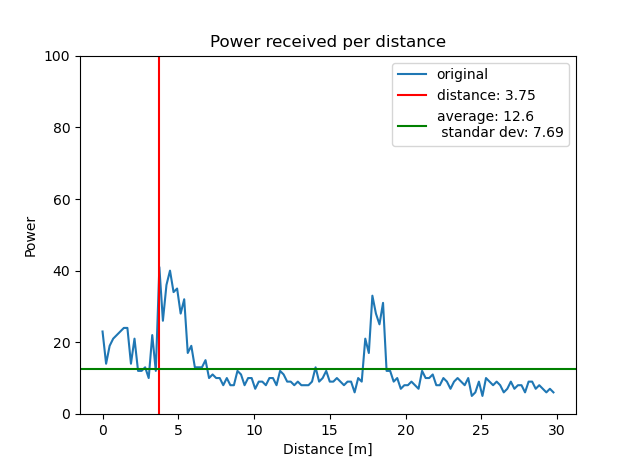 Power received per distance
100
80
60
40
20
0
Power
original
distance: 3.75
average: 12.6
standar dev: 7.69
0 5 10 15 20 25 30
Distance [m]